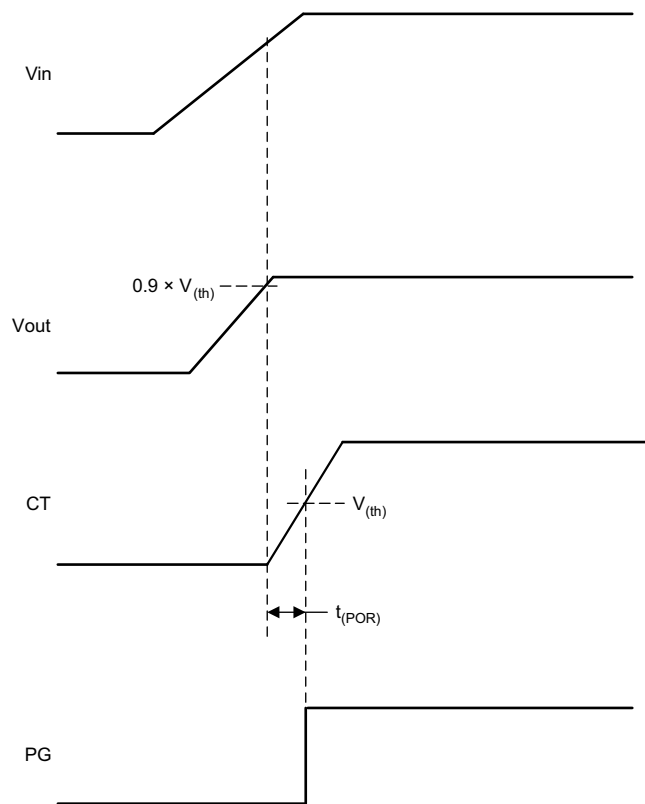 Vin
0.9 × V(th)
Vout
CT
V(th)
t(POR)
PG